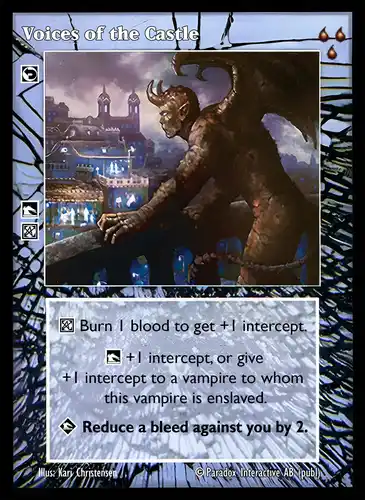 Voices of the Castle
Burn 1 blood to get +1 intercept.
+1 intercept, or give
+1 intercept to a vampire to whom
this vampire is enslaved.
Reduce a bleed against you by 2.
Illus: Kari Christensen
© Paradox Interactive AB (publ)